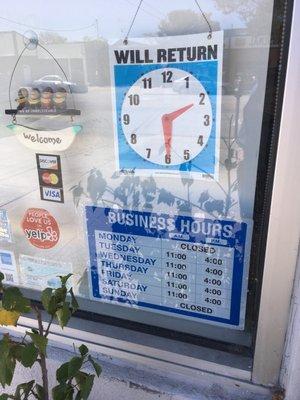 WILL RETURN
12
11 1
10 2
9 3
8 4
7 5
6
Welcome
DISCOVER
VISA
PEOPLE
LOVE US
yelp
BUSINESS HOURS
MONDAY CLOSED
TUESDAY 11:00 4:00
WEDNESDAY 11:00 4:00
THURSDAY 11:00 4:00
FRIDAY 11:00 4:00
SATURDAY 11:00 4:00
SUNDAY CLOSED